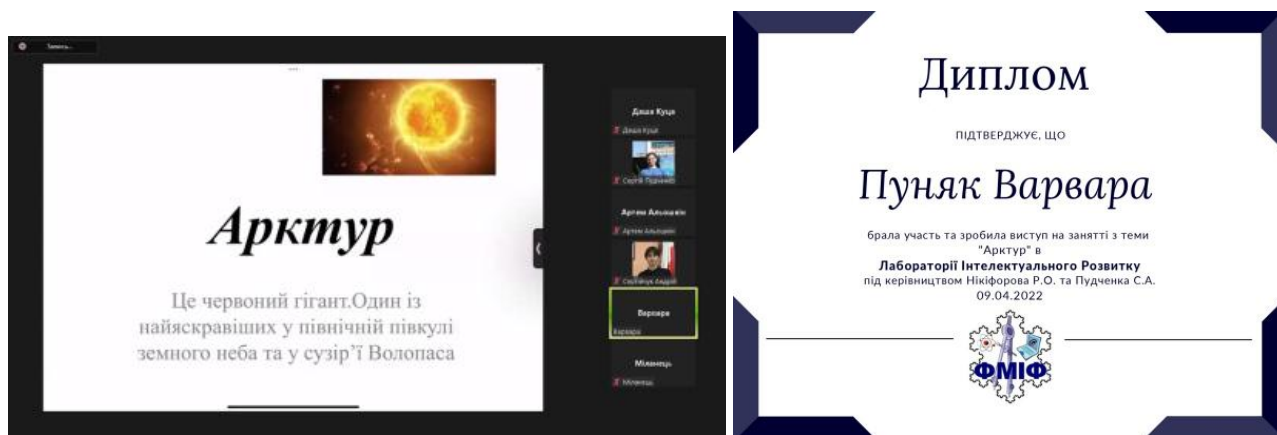 Запись...
Арктур
Це червоний гігант.Один із
найяскравіших у північній півкулі
земного неба та у сузір'ї Волопаса
Даша Куца
Даша Куца
Сергій Пудченко
Артем Альошкін
Артем Альошкін
Андрій
Варвара
Варвара
Міланець
Міланець
Диплом
ПІДТВЕРДЖУЄ, ЩО
Пуняк Варвара
брала участь та зробила виступ на занятті з теми
"Арктур" в
Лабораторії Інтелектуального Розвитку
під керівництвом Нікіфорова Р.О. та Пудченка С.А.
09.04.2022
ФМІФ